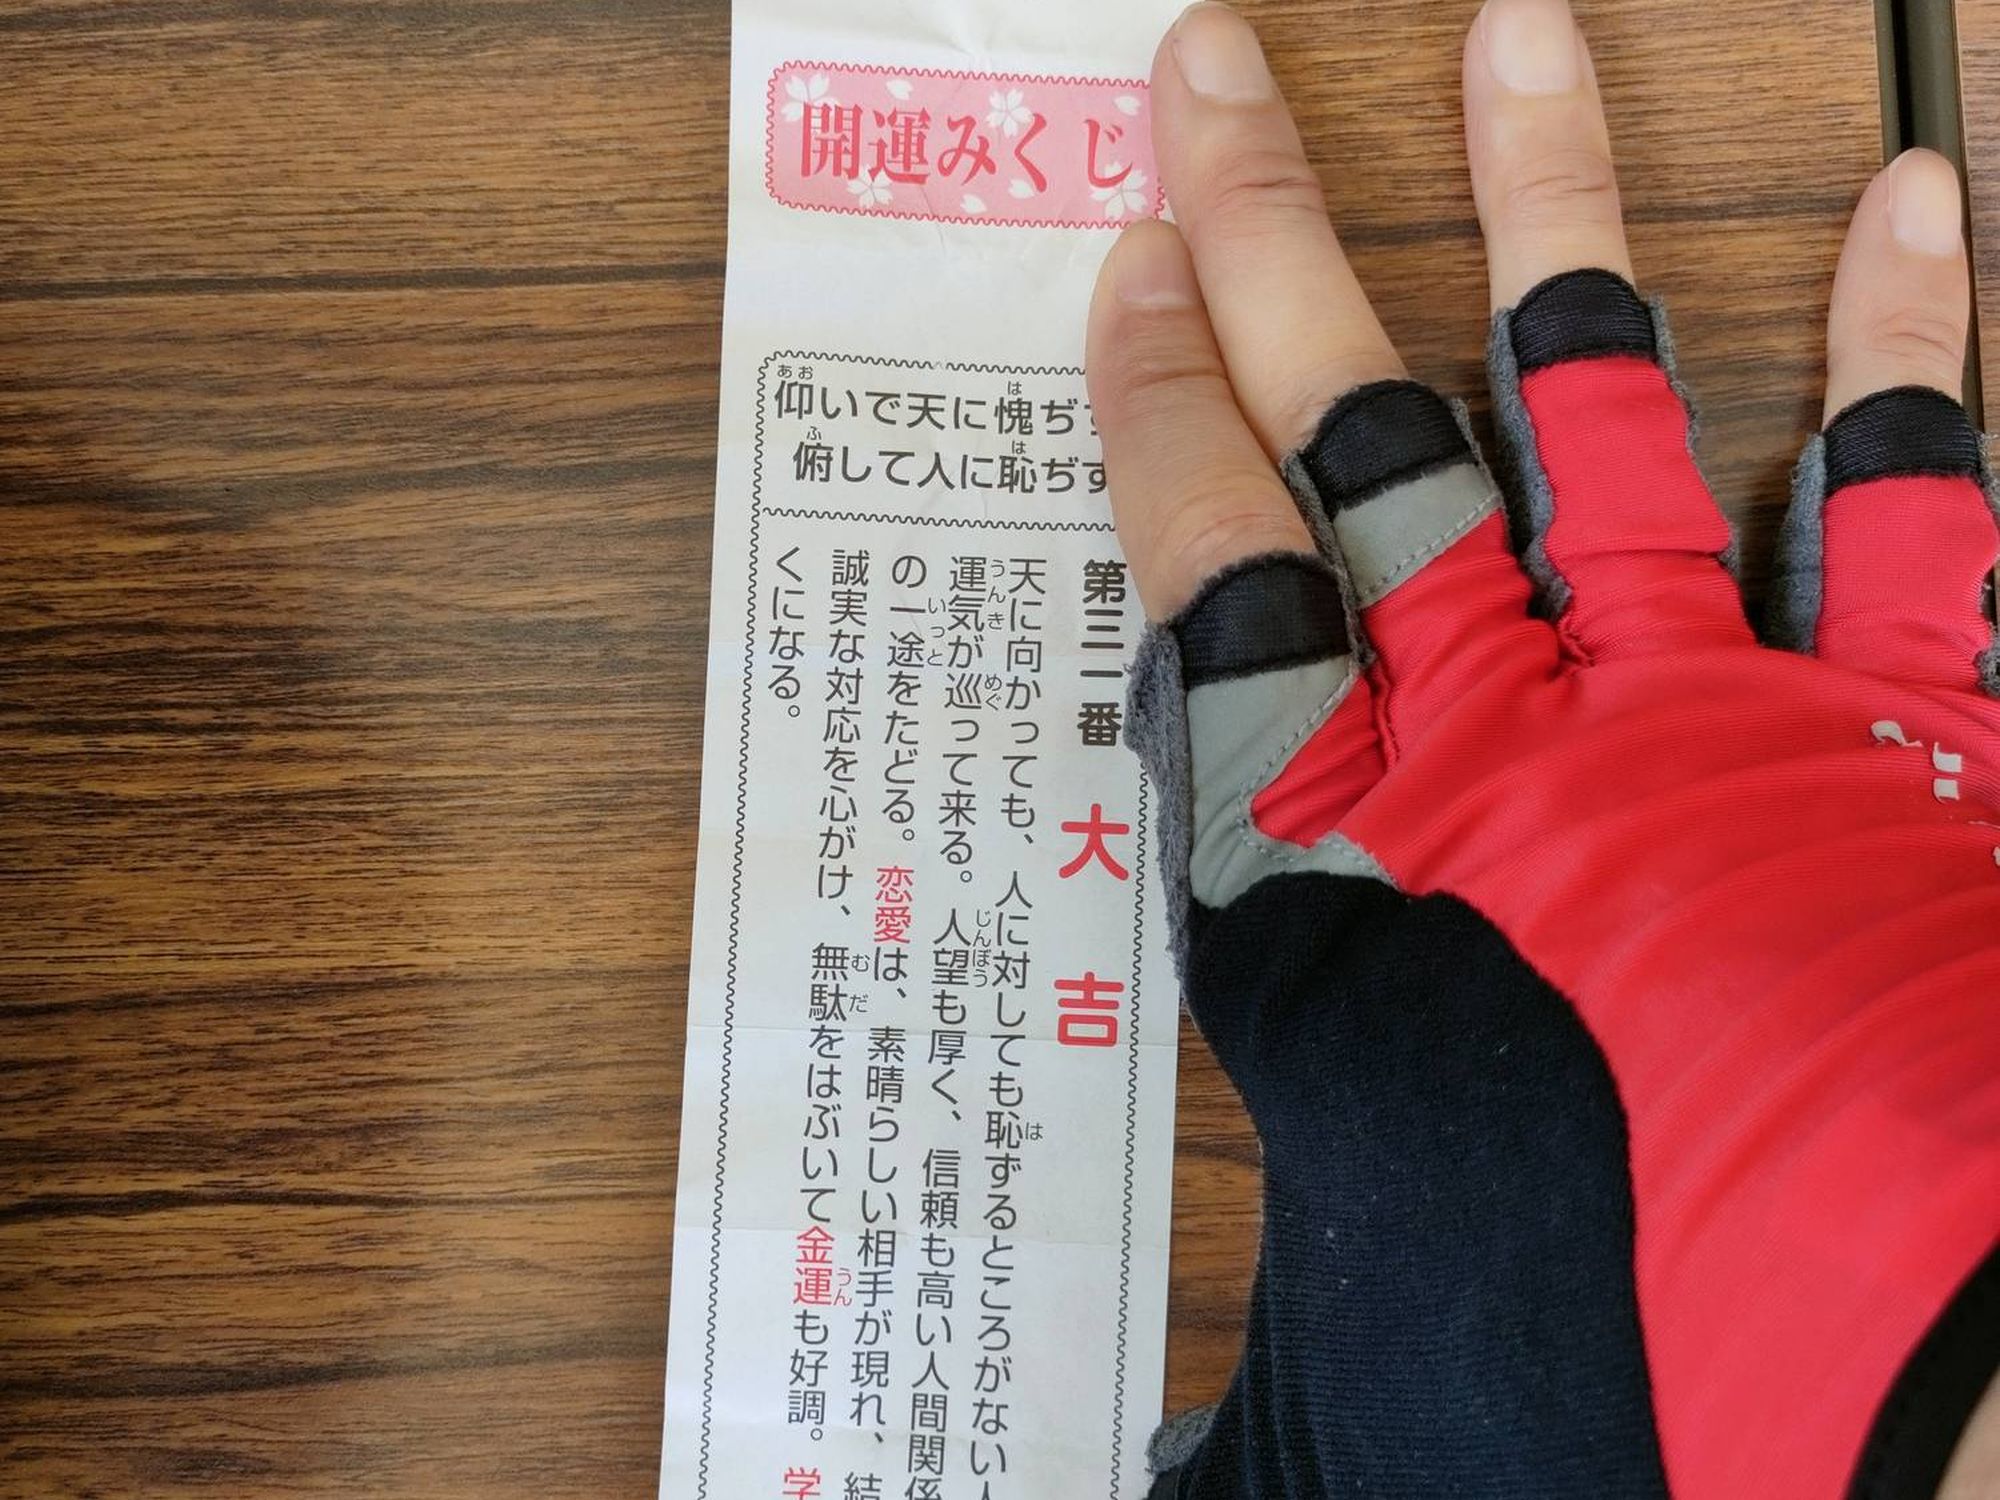 開運みくじ
仰いで天に愧ぢ
俯して人に恥ぢず
第三一番 大吉
天に向かっても、人に対しても恥ずるところがない
運気が巡って来る。人望も厚く、信頼も高い人間関係
の一途をたどる。恋愛は、素晴らしい相手が現れ、結
誠実な対応を心がけ、無駄をはぶいて金運も好調。学
くになる。